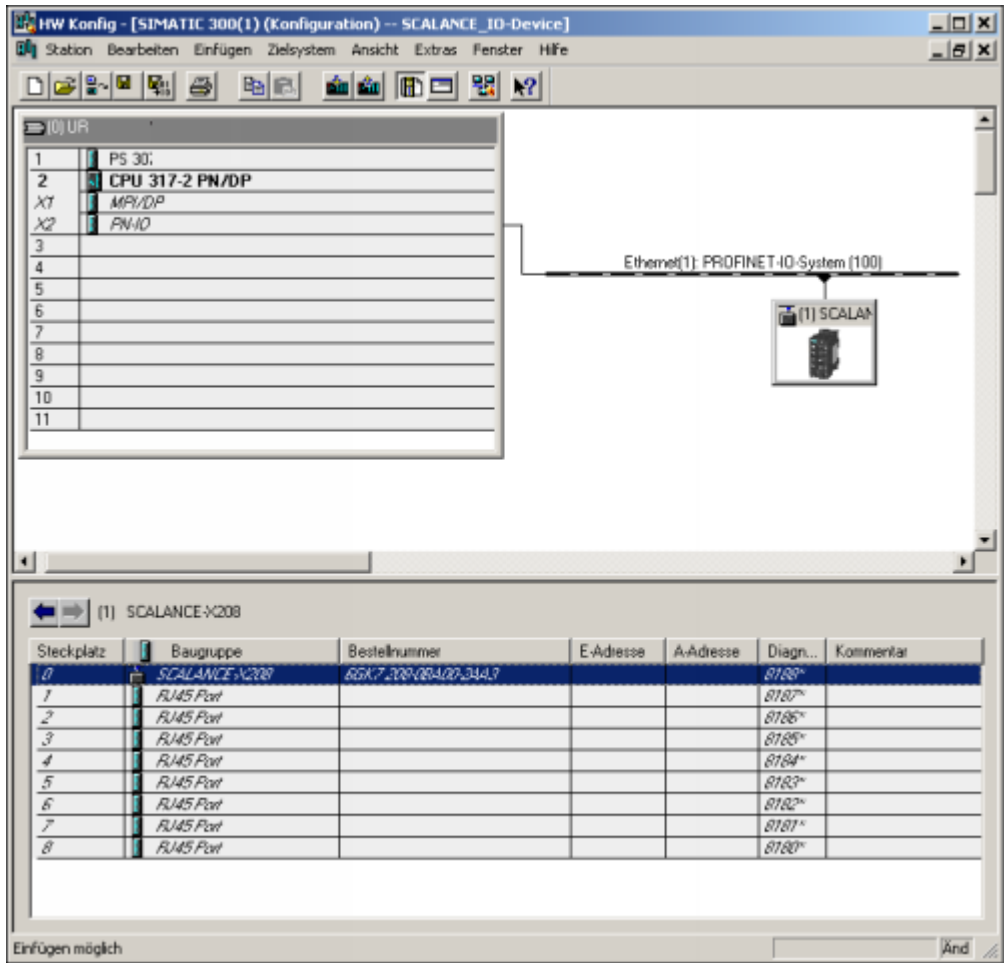 HW Konfig - [SIMATIC 300(1) (Konfiguration) -- SCALANCE_IO-Device]
Station Bearbeiten Einfügen Zielsystem Ansicht Extras Fenster Hilfe
(0) UR
1 PS 307
2 CPU 317-2 PN/DP
X1 MPI/DP
X2 PN-IO
3
4
5
6
7
8
9
10
11
Ethernet(1): PROFINET-IO-System (100)
(1) SCALAN
(1) SCALANCE-X208
Steckplatz Baugruppe Bestellnummer E-Adresse A-Adresse Diagn... Kommentar
0 SCALANCE-X208 6GK7 208-0BA00-2AA3 8188*
1 RJ45 Port 8187*
2 RJ45 Port 8186*
3 RJ45 Port 8185*
4 RJ45 Port 8184*
5 RJ45 Port 8183*
6 RJ45 Port 8182*
7 RJ45 Port 8181*
8 RJ45 Port 8180*
Einfügen möglich Änd